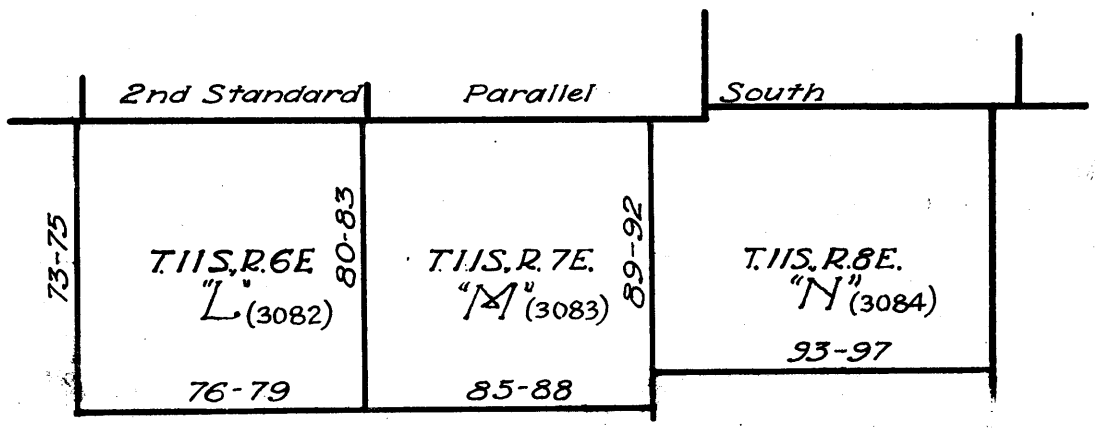 2nd Standard Parallel South
73-75
T.11S., R.6E
"L" (3082)
76-79
80-83
T.11S., R.7E.
"M" (3083)
85-88
89-92
T.11S., R.8E.
"N" (3084)
93-97